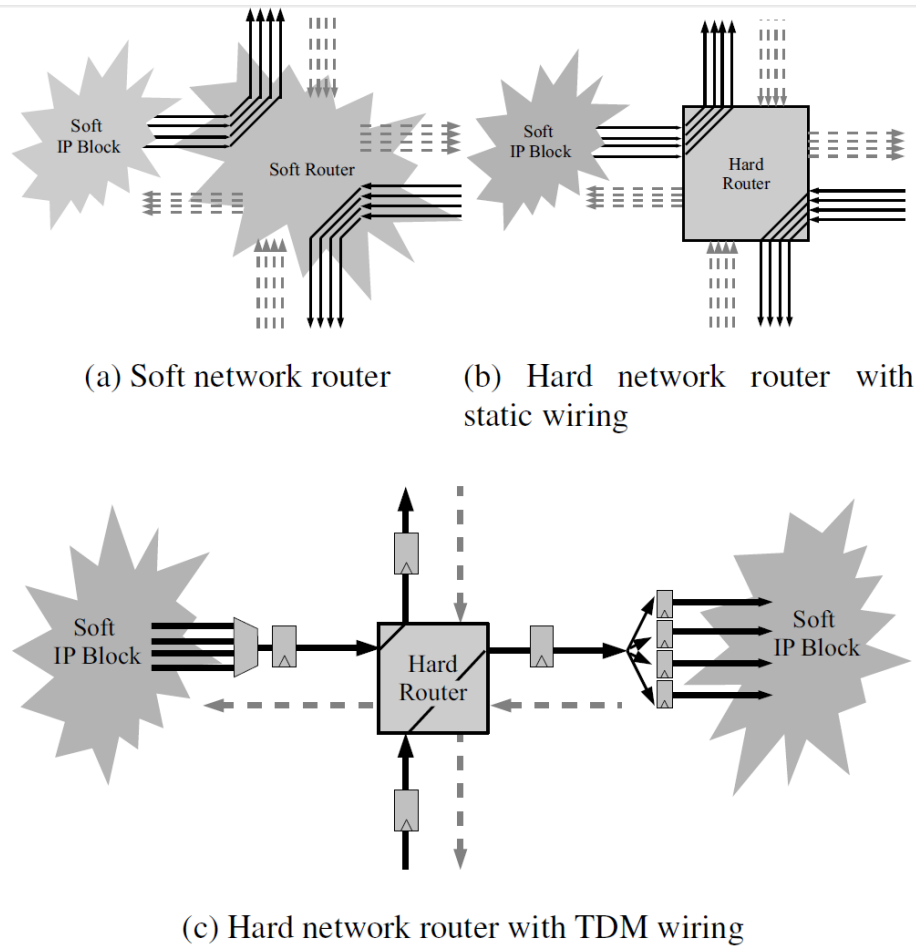 Soft
IP Block
Soft Router
Soft
IP Block
Hard
Router
(a) Soft network router
(b) Hard network router with
static wiring
Soft
IP Block
Hard
Router
Soft
IP Block
(c) Hard network router with TDM wiring